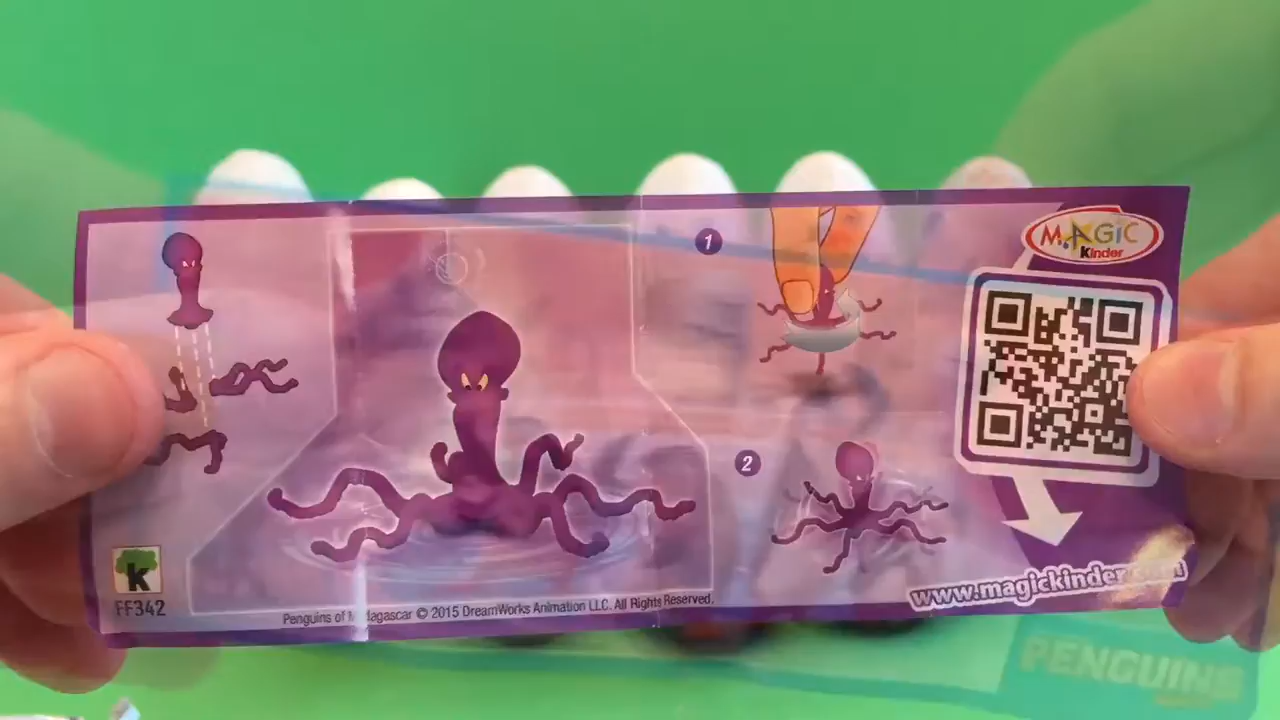 1
MAGiC
Kinder
2
k
FF342
Penguins of Madagascar © 2015 DreamWorks Animation LLC. All Rights Reserved.
www.magickinder.com
PENGUINS